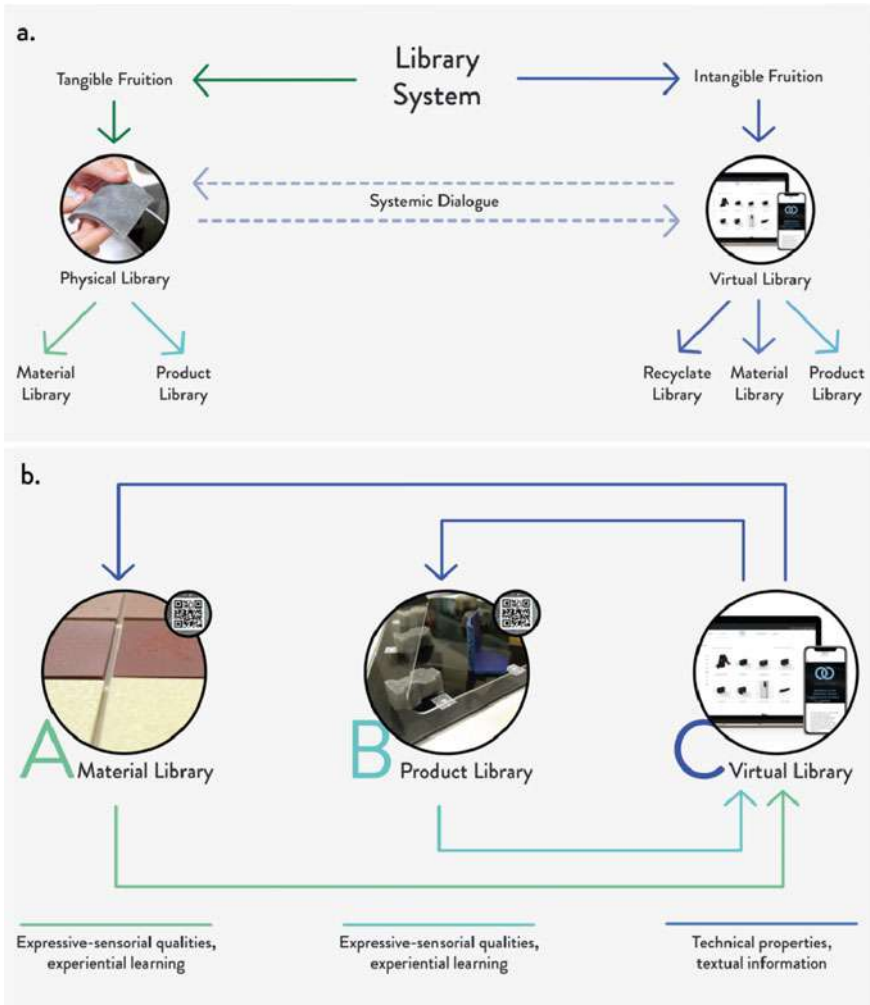 a.
Library
System
Tangible Fruition
Intangible Fruition
Systemic Dialogue
Physical Library
Virtual Library
Material
Library
Product
Library
Recyclate
Library
Material
Library
Product
Library
b.
A Material Library
B Product Library
C Virtual Library
Expressive-sensorial qualities,
experiential learning
Expressive-sensorial qualities,
experiential learning
Technical properties,
textual information